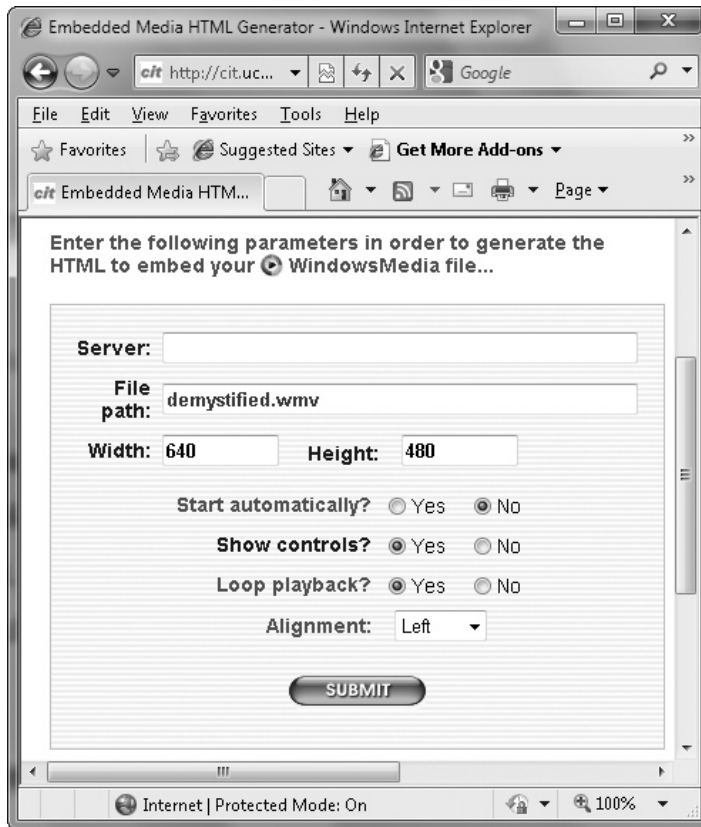 Embedded Media HTML Generator - Windows Internet Explorer
cit http://cit.uc... Google
File Edit View Favorites Tools Help
Favorites Suggested Sites Get More Add-ons »
cit Embedded Media HTM... Page »
Enter the following parameters in order to generate the
HTML to embed your WindowsMedia file...
Server:
File
path: demystified.wmv
Width: 640 Height: 480
Start automatically? Yes No
Show controls? Yes No
Loop playback? Yes No
Alignment: Left
SUBMIT
Internet | Protected Mode: On 100%